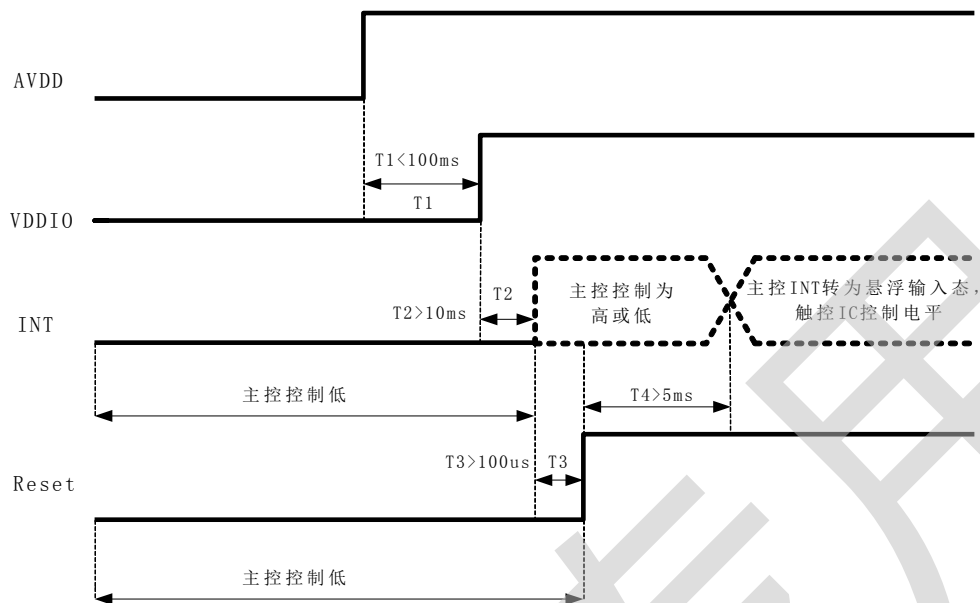 AVDD
T1<100ms
T1
VDDIO
T2
主控控制为
高或低
主控INT转为悬浮输入态，
触控IC控制电平
T2>10ms
INT
主控控制低
T4>5ms
T3>100us
T3
Reset
主控控制低